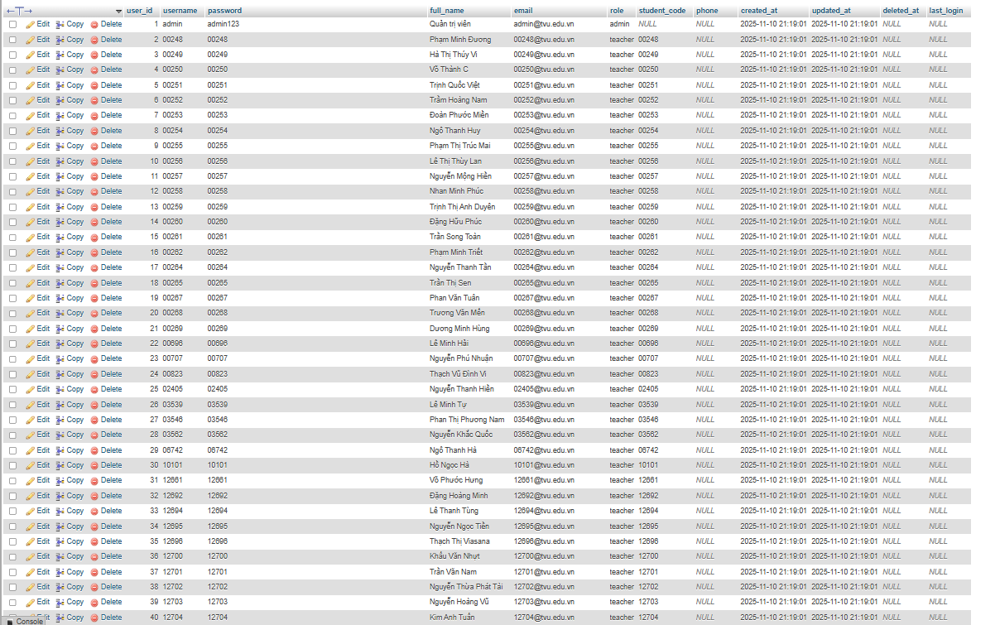 ←T→ user_id username password full_name email role student_code phone created_at updated_at deleted_at last_login
Edit Copy Delete 1 admin admin123 Quản trị viên admin@tvu.edu.vn admin NULL NULL 2025-11-10 21:19:01 2025-11-10 21:19:01 NULL NULL
Edit Copy Delete 2 00248 00248 Phạm Minh Đương 00248@tvu.edu.vn teacher 00248 NULL 2025-11-10 21:19:01 2025-11-10 21:19:01 NULL NULL
Edit Copy Delete 3 00249 00249 Hà Thị Thúy Vi 00249@tvu.edu.vn teacher 00249 NULL 2025-11-10 21:19:01 2025-11-10 21:19:01 NULL NULL
Edit Copy Delete 4 00250 00250 Võ Thành C 00250@tvu.edu.vn teacher 00250 NULL 2025-11-10 21:19:01 2025-11-10 21:19:01 NULL NULL
Edit Copy Delete 5 00251 00251 Trịnh Quốc Việt 00251@tvu.edu.vn teacher 00251 NULL 2025-11-10 21:19:01 2025-11-10 21:19:01 NULL NULL
Edit Copy Delete 6 00252 00252 Trầm Hoàng Nam 00252@tvu.edu.vn teacher 00252 NULL 2025-11-10 21:19:01 2025-11-10 21:19:01 NULL NULL
Edit Copy Delete 7 00253 00253 Đoàn Phước Miền 00253@tvu.edu.vn teacher 00253 NULL 2025-11-10 21:19:01 2025-11-10 21:19:01 NULL NULL
Edit Copy Delete 8 00254 00254 Ngô Thanh Huy 00254@tvu.edu.vn teacher 00254 NULL 2025-11-10 21:19:01 2025-11-10 21:19:01 NULL NULL
Edit Copy Delete 9 00255 00255 Phạm Thị Trúc Mai 00255@tvu.edu.vn teacher 00255 NULL 2025-11-10 21:19:01 2025-11-10 21:19:01 NULL NULL
Edit Copy Delete 10 00256 00256 Lê Thị Thùy Lan 00256@tvu.edu.vn teacher 00256 NULL 2025-11-10 21:19:01 2025-11-10 21:19:01 NULL NULL
Edit Copy Delete 11 00257 00257 Nguyễn Mộng Hiền 00257@tvu.edu.vn teacher 00257 NULL 2025-11-10 21:19:01 2025-11-10 21:19:01 NULL NULL
Edit Copy Delete 12 00258 00258 Nhan Minh Phúc 00258@tvu.edu.vn teacher 00258 NULL 2025-11-10 21:19:01 2025-11-10 21:19:01 NULL NULL
Edit Copy Delete 13 00259 00259 Trịnh Thị Anh Duyên 00259@tvu.edu.vn teacher 00259 NULL 2025-11-10 21:19:01 2025-11-10 21:19:01 NULL NULL
Edit Copy Delete 14 00260 00260 Đặng Hữu Phúc 00260@tvu.edu.vn teacher 00260 NULL 2025-11-10 21:19:01 2025-11-10 21:19:01 NULL NULL
Edit Copy Delete 15 00261 00261 Trần Song Toàn 00261@tvu.edu.vn teacher 00261 NULL 2025-11-10 21:19:01 2025-11-10 21:19:01 NULL NULL
Edit Copy Delete 16 00262 00262 Phạm Minh Triết 00262@tvu.edu.vn teacher 00262 NULL 2025-11-10 21:19:01 2025-11-10 21:19:01 NULL NULL
Edit Copy Delete 17 00264 00264 Nguyễn Thanh Tần 00264@tvu.edu.vn teacher 00264 NULL 2025-11-10 21:19:01 2025-11-10 21:19:01 NULL NULL
Edit Copy Delete 18 00265 00265 Trần Thị Sen 00265@tvu.edu.vn teacher 00265 NULL 2025-11-10 21:19:01 2025-11-10 21:19:01 NULL NULL
Edit Copy Delete 19 00267 00267 Phan Văn Tuân 00267@tvu.edu.vn teacher 00267 NULL 2025-11-10 21:19:01 2025-11-10 21:19:01 NULL NULL
Edit Copy Delete 20 00268 00268 Trương Văn Mến 00268@tvu.edu.vn teacher 00268 NULL 2025-11-10 21:19:01 2025-11-10 21:19:01 NULL NULL
Edit Copy Delete 21 00269 00269 Dương Minh Hùng 00269@tvu.edu.vn teacher 00269 NULL 2025-11-10 21:19:01 2025-11-10 21:19:01 NULL NULL
Edit Copy Delete 22 00696 00696 Lê Minh Hải 00696@tvu.edu.vn teacher 00696 NULL 2025-11-10 21:19:01 2025-11-10 21:19:01 NULL NULL
Edit Copy Delete 23 00707 00707 Nguyễn Phú Nhuận 00707@tvu.edu.vn teacher 00707 NULL 2025-11-10 21:19:01 2025-11-10 21:19:01 NULL NULL
Edit Copy Delete 24 00823 00823 Thạch Vũ Đình Vi 00823@tvu.edu.vn teacher 00823 NULL 2025-11-10 21:19:01 2025-11-10 21:19:01 NULL NULL
Edit Copy Delete 25 02405 02405 Nguyễn Thanh Hiền 02405@tvu.edu.vn teacher 02405 NULL 2025-11-10 21:19:01 2025-11-10 21:19:01 NULL NULL
Edit Copy Delete 26 03539 03539 Lê Minh Tự 03539@tvu.edu.vn teacher 03539 NULL 2025-11-10 21:19:01 2025-11-10 21:19:01 NULL NULL
Edit Copy Delete 27 03546 03546 Phan Thị Phương Nam 03546@tvu.edu.vn teacher 03546 NULL 2025-11-10 21:19:01 2025-11-10 21:19:01 NULL NULL
Edit Copy Delete 28 03562 03562 Nguyễn Khắc Quốc 03562@tvu.edu.vn teacher 03562 NULL 2025-11-10 21:19:01 2025-11-10 21:19:01 NULL NULL
Edit Copy Delete 29 06742 06742 Ngô Thanh Hà 06742@tvu.edu.vn teacher 06742 NULL 2025-11-10 21:19:01 2025-11-10 21:19:01 NULL NULL
Edit Copy Delete 30 10101 10101 Hồ Ngọc Hà 10101@tvu.edu.vn teacher 10101 NULL 2025-11-10 21:19:01 2025-11-10 21:19:01 NULL NULL
Edit Copy Delete 31 12661 12661 Võ Phước Hưng 12661@tvu.edu.vn teacher 12661 NULL 2025-11-10 21:19:01 2025-11-10 21:19:01 NULL NULL
Edit Copy Delete 32 12692 12692 Đặng Hoàng Minh 12692@tvu.edu.vn teacher 12692 NULL 2025-11-10 21:19:01 2025-11-10 21:19:01 NULL NULL
Edit Copy Delete 33 12694 12694 Lê Thanh Tùng 12694@tvu.edu.vn teacher 12694 NULL 2025-11-10 21:19:01 2025-11-10 21:19:01 NULL NULL
Edit Copy Delete 34 12695 12695 Nguyễn Ngọc Tiền 12695@tvu.edu.vn teacher 12695 NULL 2025-11-10 21:19:01 2025-11-10 21:19:01 NULL NULL
Edit Copy Delete 35 12696 12696 Thạch Thị Viasana 12696@tvu.edu.vn teacher 12696 NULL 2025-11-10 21:19:01 2025-11-10 21:19:01 NULL NULL
Edit Copy Delete 36 12700 12700 Khấu Văn Nhựt 12700@tvu.edu.vn teacher 12700 NULL 2025-11-10 21:19:01 2025-11-10 21:19:01 NULL NULL
Edit Copy Delete 37 12701 12701 Trần Văn Nam 12701@tvu.edu.vn teacher 12701 NULL 2025-11-10 21:19:01 2025-11-10 21:19:01 NULL NULL
Edit Copy Delete 38 12702 12702 Nguyễn Thừa Phát Tài 12702@tvu.edu.vn teacher 12702 NULL 2025-11-10 21:19:01 2025-11-10 21:19:01 NULL NULL
Edit Copy Delete 39 12703 12703 Nguyễn Hoàng Vũ 12703@tvu.edu.vn teacher 12703 NULL 2025-11-10 21:19:01 2025-11-10 21:19:01 NULL NULL
Edit Copy Delete 40 12704 12704 Kim Anh Tuấn 12704@tvu.edu.vn teacher 12704 NULL 2025-11-10 21:19:01 2025-11-10 21:19:01 NULL NULL
Console